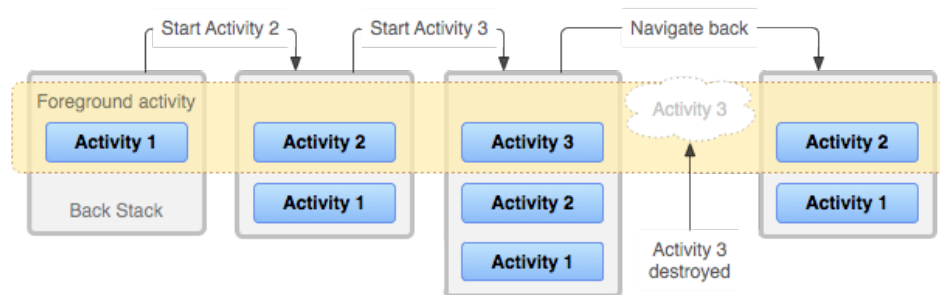 Start Activity 2
Start Activity 3
Navigate back
Foreground activity
Activity 1
Activity 2
Activity 3
Activity 3
Activity 2
Back Stack
Activity 1
Activity 2
Activity 1
Activity 1
Activity 3
destroyed